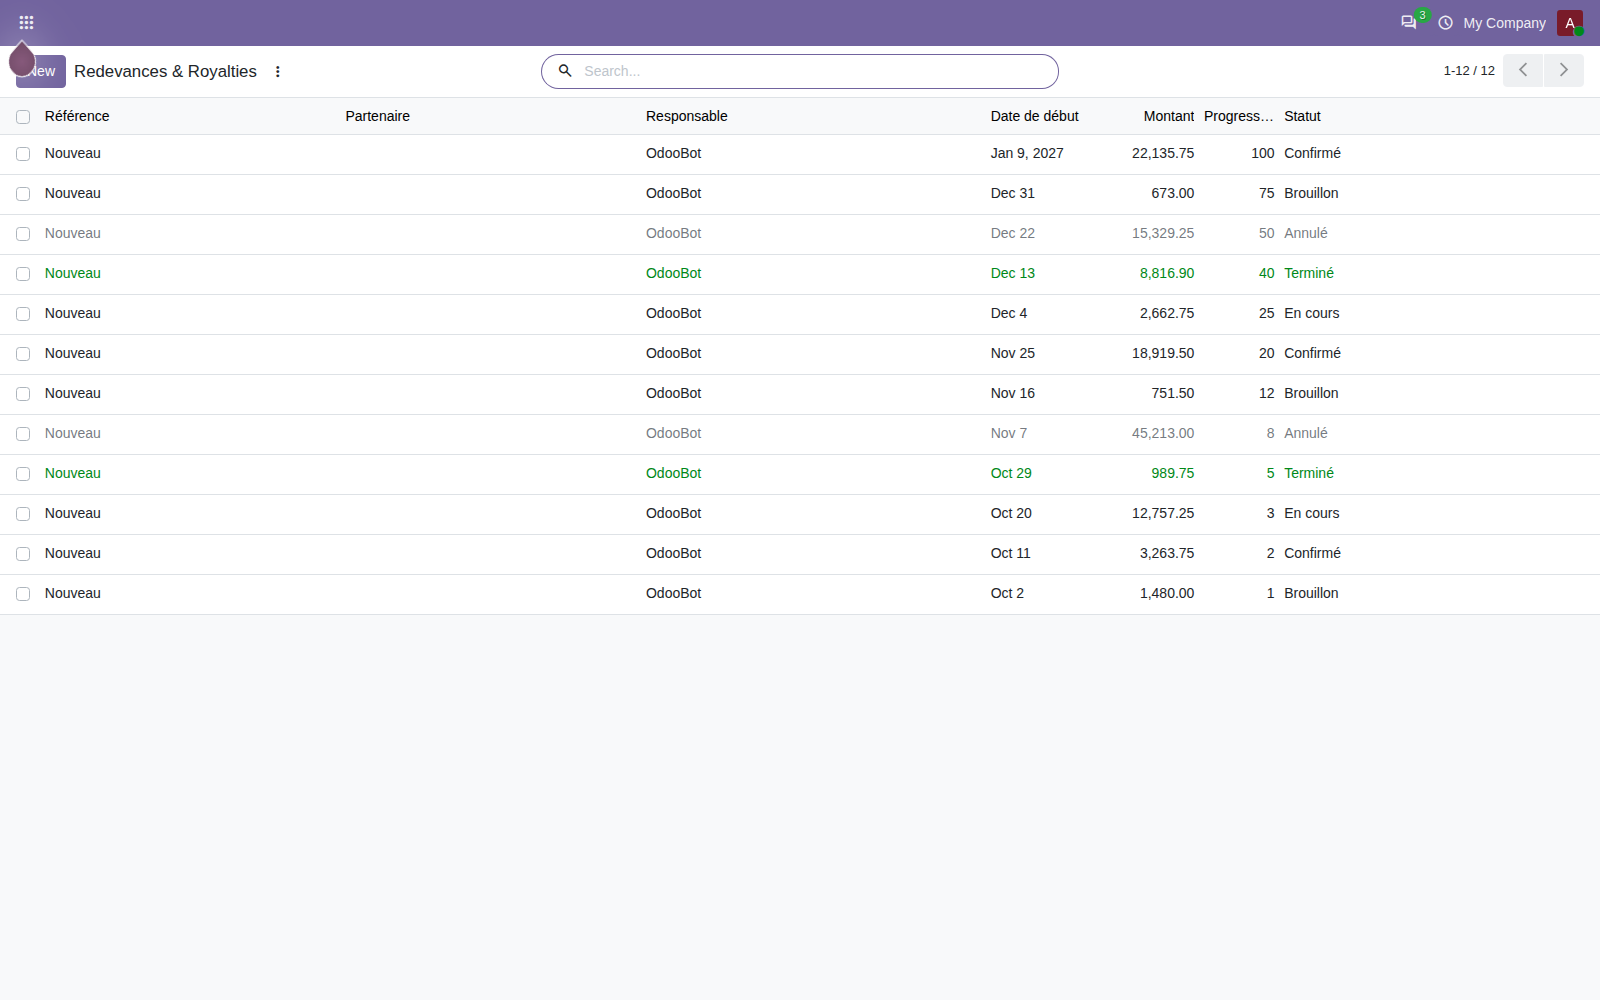 3 My Company A
New Redevances & Royalties Search... 1-12 / 12
Référence Partenaire Responsable Date de début Montant Progress... Statut
Nouveau OdooBot Jan 9, 2027 22,135.75 100 Confirmé
Nouveau OdooBot Dec 31 673.00 75 Brouillon
Nouveau OdooBot Dec 22 15,329.25 50 Annulé
Nouveau OdooBot Dec 13 8,816.90 40 Terminé
Nouveau OdooBot Dec 4 2,662.75 25 En cours
Nouveau OdooBot Nov 25 18,919.50 20 Confirmé
Nouveau OdooBot Nov 16 751.50 12 Brouillon
Nouveau OdooBot Nov 7 45,213.00 8 Annulé
Nouveau OdooBot Oct 29 989.75 5 Terminé
Nouveau OdooBot Oct 20 12,757.25 3 En cours
Nouveau OdooBot Oct 11 3,263.75 2 Confirmé
Nouveau OdooBot Oct 2 1,480.00 1 Brouillon